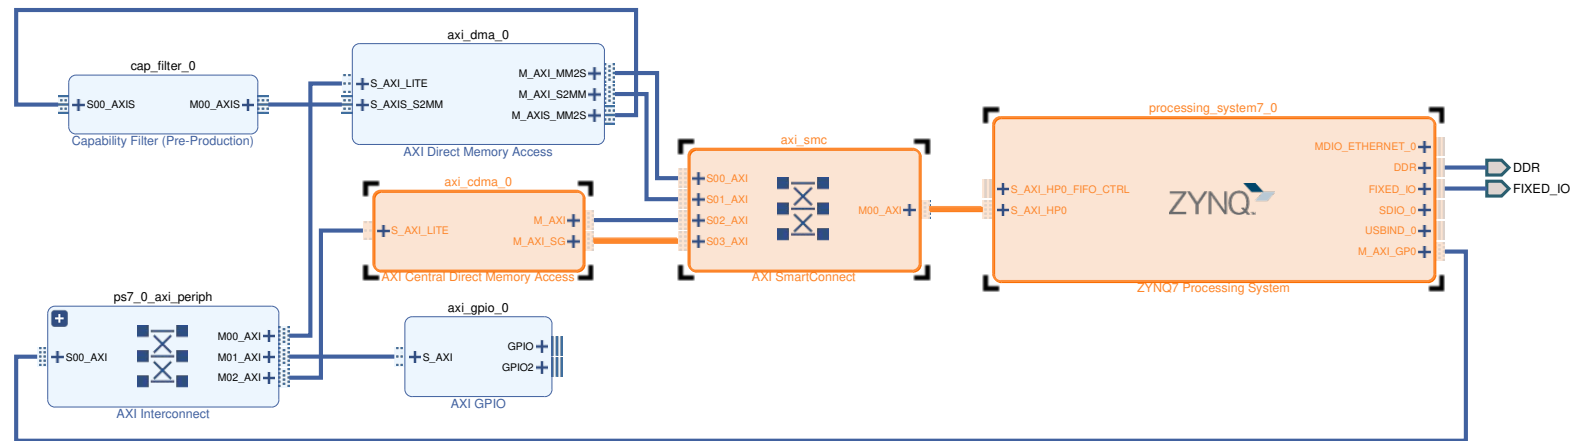 axi_dma_0
S_AXI_LITE
S_AXIS_S2MM
M_AXI_MM2S
M_AXI_S2MM
M_AXIS_MM2S
AXI Direct Memory Access
cap_filter_0
S00_AXIS
M00_AXIS
Capability Filter (Pre-Production)
axi_cdma_0
S_AXI_LITE
M_AXI
M_AXI_SG
AXI Central Direct Memory Access
axi_smc
S00_AXI
S01_AXI
S02_AXI
S03_AXI
M00_AXI
AXI SmartConnect
processing_system7_0
S_AXI_HP0_FIFO_CTRL
S_AXI_HP0
ZYNQ
MDIO_ETHERNET_0
DDR
FIXED_IO
SDIO_0
USBIND_0
M_AXI_GP0
ZYNQ7 Processing System
DDR
FIXED_IO
ps7_0_axi_periph
S00_AXI
M00_AXI
M01_AXI
M02_AXI
AXI Interconnect
axi_gpio_0
S_AXI
GPIO
GPIO2
AXI GPIO